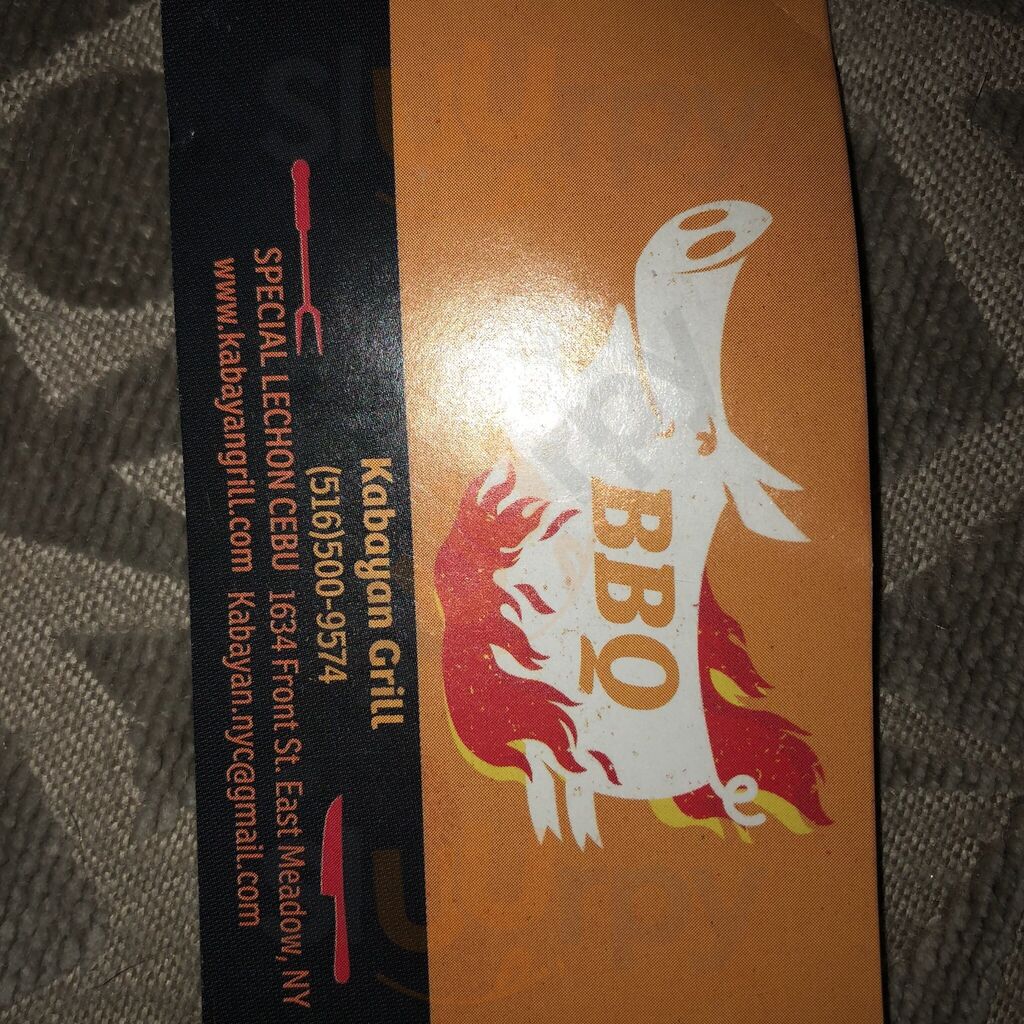 BBQ
Kabayan Grill
(516)500-9574
SPECIAL LECHON CEBU 1634 Front St. East Meadow, NY
www.kabayangrill.com Kabayan.nyc@gmail.com